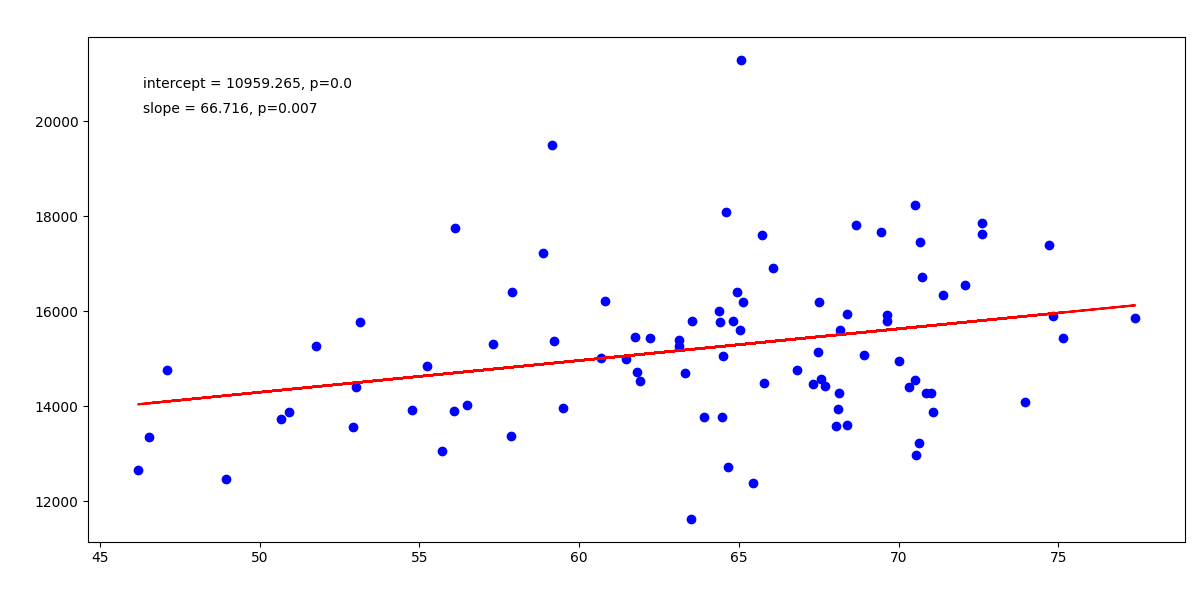 intercept = 10959.265, p=0.0
slope = 66.716, p=0.007
20000
18000
16000
14000
12000
45 50 55 60 65 70 75